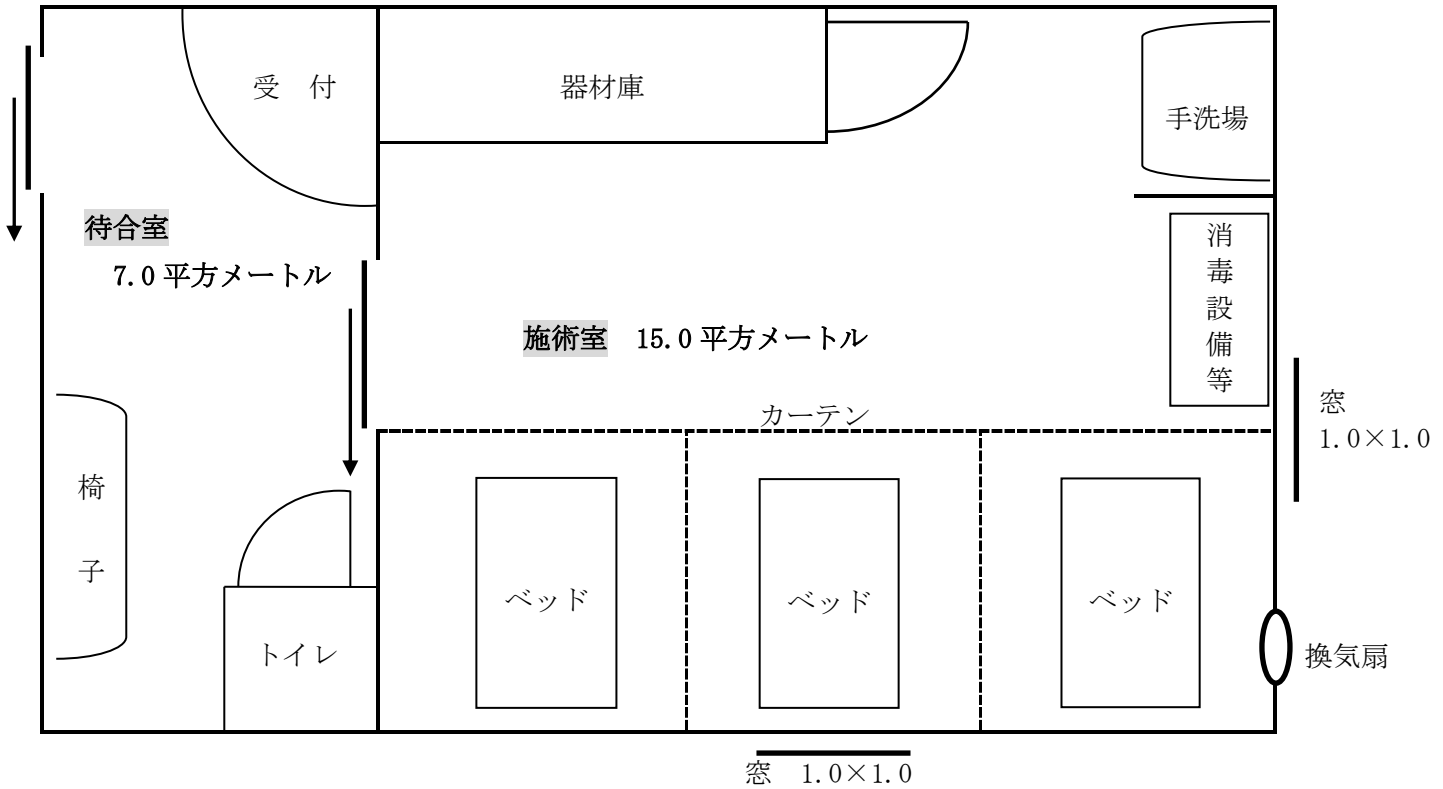 受　付
器材庫
手洗場
待合室
7.0 平方メートル
消毒設備等
施術室　15.0 平方メートル
窓
1.0×1.0
カーテン
椅子
ベッド
ベッド
ベッド
トイレ
換気扇
窓　1.0×1.0